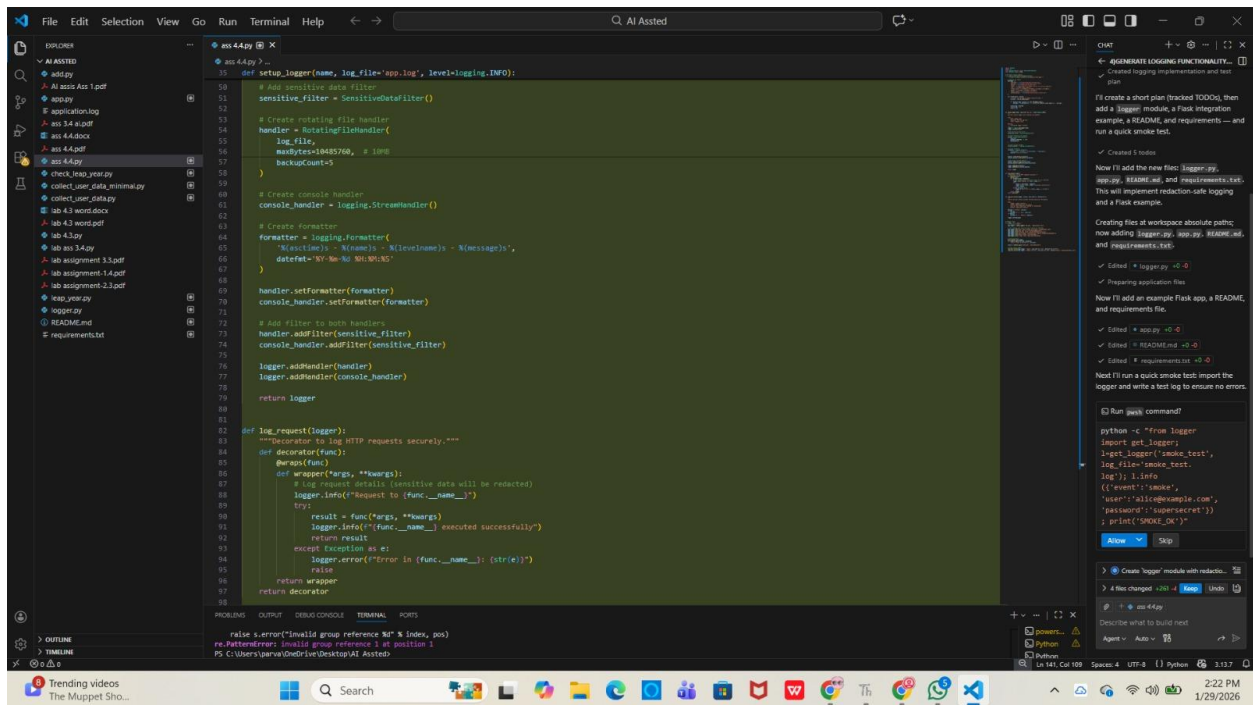 File Edit Selection View Go Run Terminal Help
AI Assted
EXPLORER
AI ASSTED
add.py
AI assis Ass 1.pdf
app.py
application.log
ass 3.4 ai.pdf
ass 4.4.docx
ass 4.4.pdf
ass 4.4.py
check_leap_year.py
collect_user_data_minimal.py
collect_user_data.py
lab 4.3 word.docx
lab 4.3 word.pdf
lab 4.3.py
lab ass 3.4.py
lab assignment 3.3.pdf
lab assignment-1.4.pdf
lab assignment-2.3.pdf
leap_year.py
logger.py
README.md
requirements.txt
OUTLINE
TIMELINE
ass 4.4.py
ass 4.4.py > ...
35 def setup_logger(name, log_file='app.log', level=logging.INFO):
50 # Add sensitive data filter
51 sensitive_filter = SensitiveDataFilter()
52
53 # Create rotating file handler
54 handler = RotatingFileHandler(
55 log_file,
56 maxBytes=10485760, # 10MB
57 backupCount=5
58 )
59
60 # Create console handler
61 console_handler = logging.StreamHandler()
62
63 # Create formatter
64 formatter = logging.Formatter(
65 '%(asctime)s - %(name)s - %(levelname)s - %(message)s',
66 datefmt='%Y-%m-%d %H:%M:%S'
67 )
68
69 handler.setFormatter(formatter)
70 console_handler.setFormatter(formatter)
71
72 # Add filter to both handlers
73 handler.addFilter(sensitive_filter)
74 console_handler.addFilter(sensitive_filter)
75
76 logger.addHandler(handler)
77 logger.addHandler(console_handler)
78
79 return logger
80
81
82 def log_request(logger):
83 """Decorator to log HTTP requests securely."""
84 def decorator(func):
85 @wraps(func)
86 def wrapper(*args, **kwargs):
87 # Log request details (sensitive data will be redacted)
88 logger.info(f"Request to {func.__name__}")
89 try:
90 result = func(*args, **kwargs)
91 logger.info(f"{func.__name__} executed successfully")
92 return result
93 except Exception as e:
94 logger.error(f"Error in {func.__name__}: {str(e)}")
95 raise
96 return wrapper
97 return decorator
98
PROBLEMS OUTPUT DEBUG CONSOLE TERMINAL PORTS
raise s.error("invalid group reference %d" % index, pos)
re.PatternError: invalid group reference 1 at position 1
PS C:\Users\parva\OneDrive\Desktop\AI Assted>
powers...
Python
Python
CHAT
4)GENERATE LOGGING FUNCTIONALITY...
Created logging implementation and test
plan
I'll create a short plan (tracked TODOs), then
add a logger module, a Flask integration
example, a README, and requirements — and
run a quick smoke test.
Created 5 todos
Now I'll add the new files: logger.py,
app.py, README.md, and requirements.txt.
This will implement redaction-safe logging
and a Flask example.
Creating files at workspace absolute paths;
now adding logger.py, app.py, README.md,
and requirements.txt.
Edited logger.py +0 -0
Preparing application files
Now I'll add an example Flask app, a README,
and requirements file.
Edited app.py +0 -0
Edited README.md +0 -0
Edited requirements.txt +0 -0
Next I'll run a quick smoke test: import the
logger and write a test log to ensure no errors.
Run pwsh command?
python -c "from logger
import get_logger;
l=get_logger('smoke_test',
log_file='smoke_test.
log'); l.info
({'event':'smoke',
'user':'alice@example.com',
'password':'supersecret'})
; print('SMOKE_OK')"
Allow Skip
Create 'logger' module with redactio...
4 files changed +261 -4 Keep Undo
ass 4.4.py
Describe what to build next
Agent Auto
Ln 141, Col 109 Spaces: 4 UTF-8 Python 3.13.7
0 0
8
Trending videos
The Muppet Sho...
Search
2:22 PM
1/29/2026